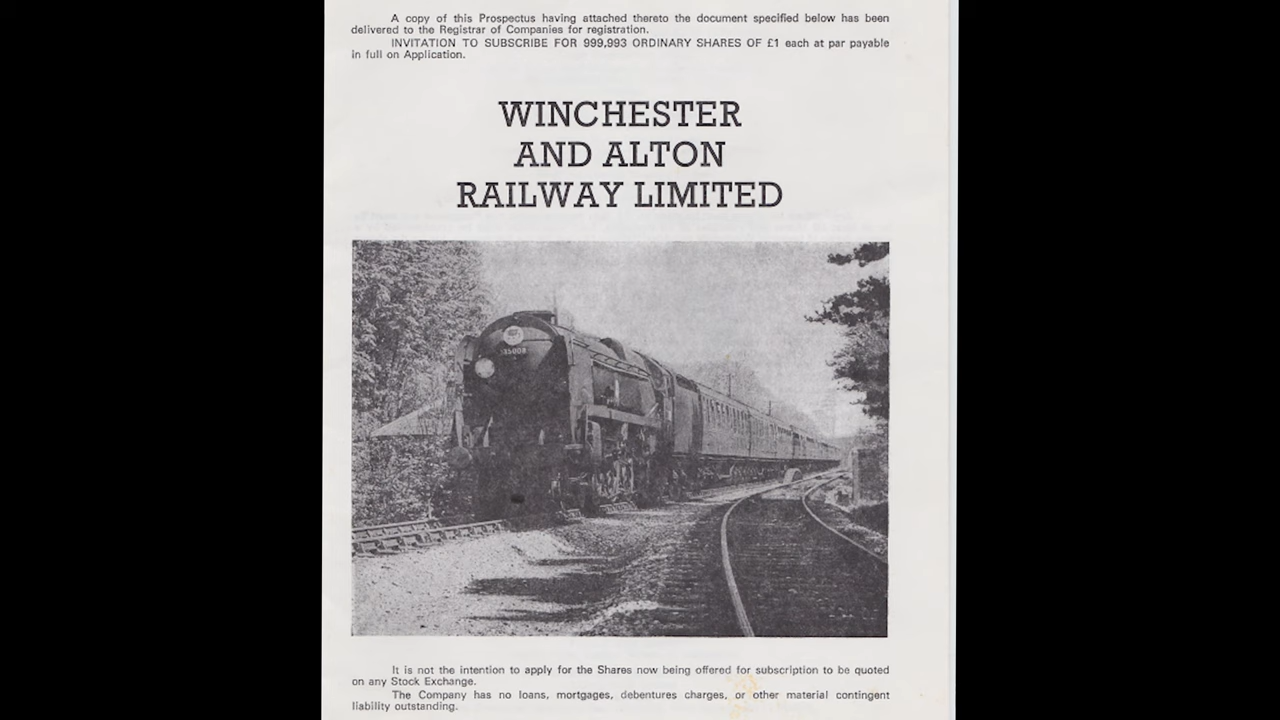 A copy of this Prospectus having attached thereto the document specified below has been
delivered to the Registrar of Companies for registration.
INVITATION TO SUBSCRIBE FOR 999,993 ORDINARY SHARES OF £1 each at par payable
in full on Application.
WINCHESTER
AND ALTON
RAILWAY LIMITED
35008
It is not the intention to apply for the Shares now being offered for subscription to be quoted
on any Stock Exchange.
The Company has no loans, mortgages, debentures charges, or other material contingent
liability outstanding.